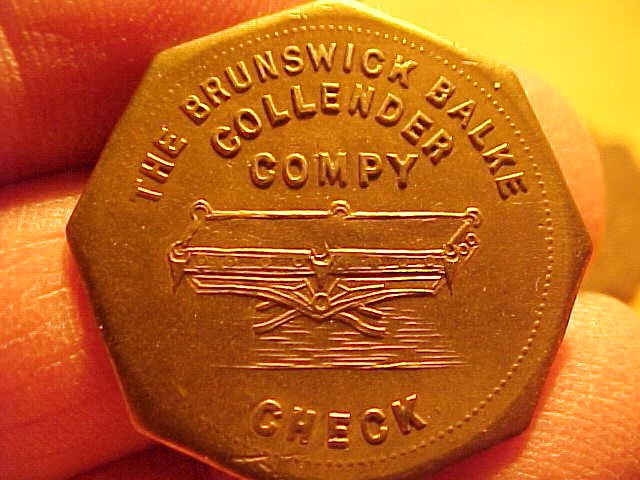 THE BRUNSWICK BALKE
COLLENDER
COMPY
CHECK